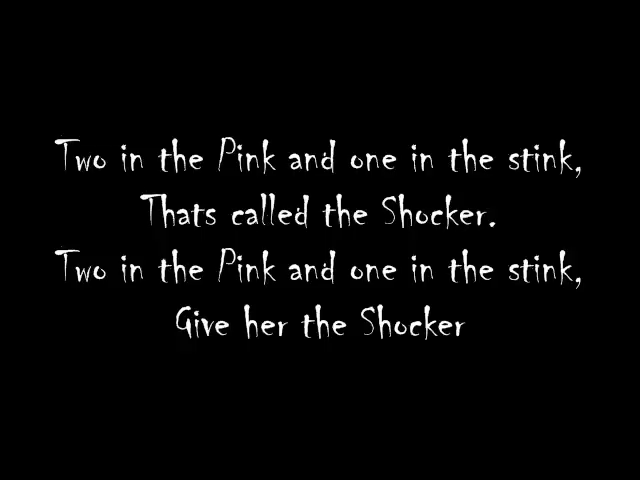 Two in the Pink and one in the stink,
Thats called the Shocker.
Two in the Pink and one in the stink,
Give her the Shocker